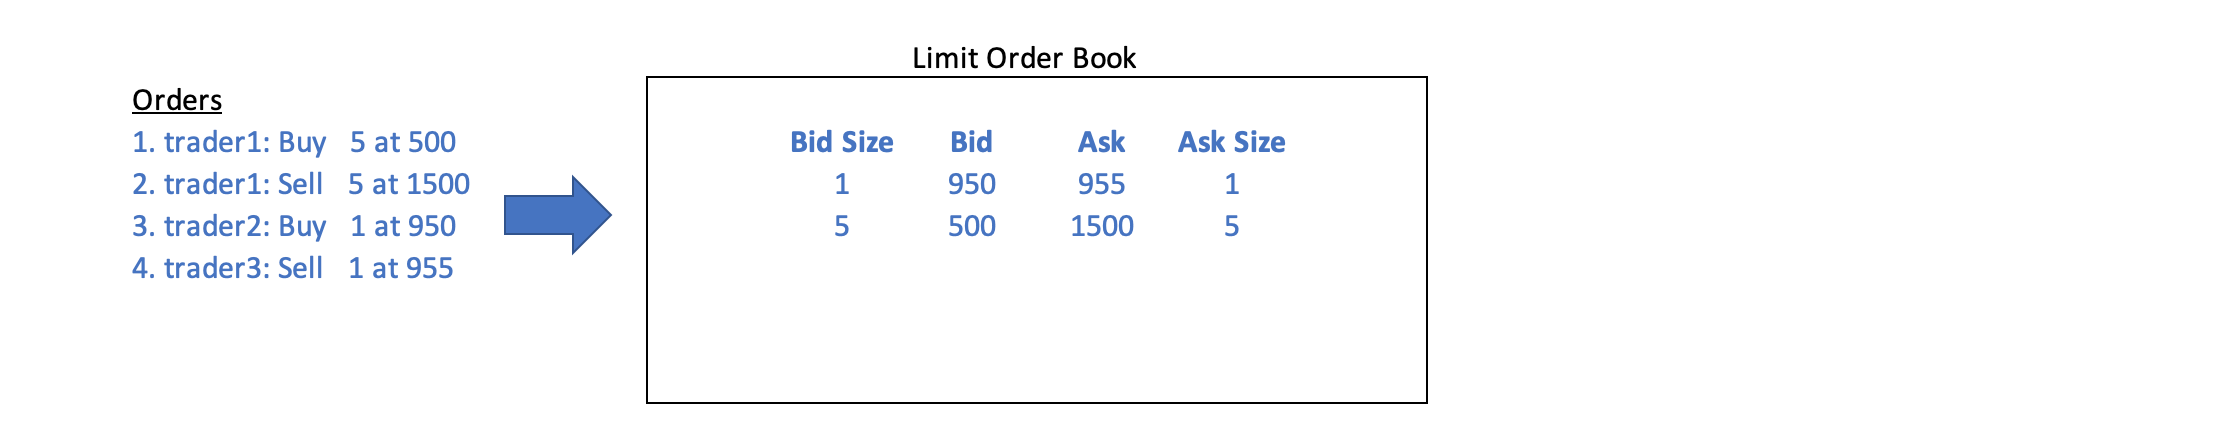 Limit Order Book
Orders
1. trader1: Buy 5 at 500
2. trader1: Sell 5 at 1500
3. trader2: Buy 1 at 950
4. trader3: Sell 1 at 955
Bid Size Bid Ask Ask Size
1 950 955 1
5 500 1500 5